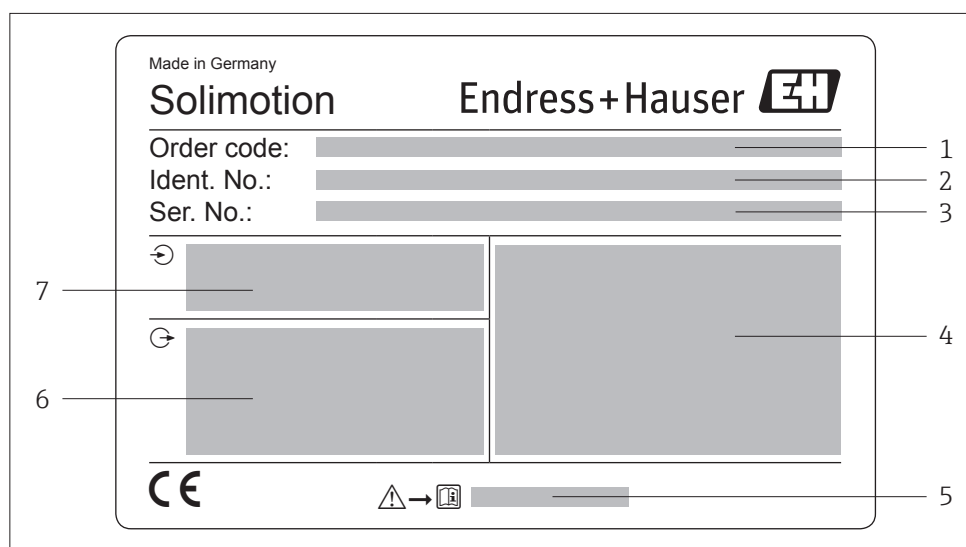 Made in Germany
Solimotion Endress+Hauser EH
Order code: 1
Ident. No.: 2
Ser. No.: 3
7
4
6
CE 5